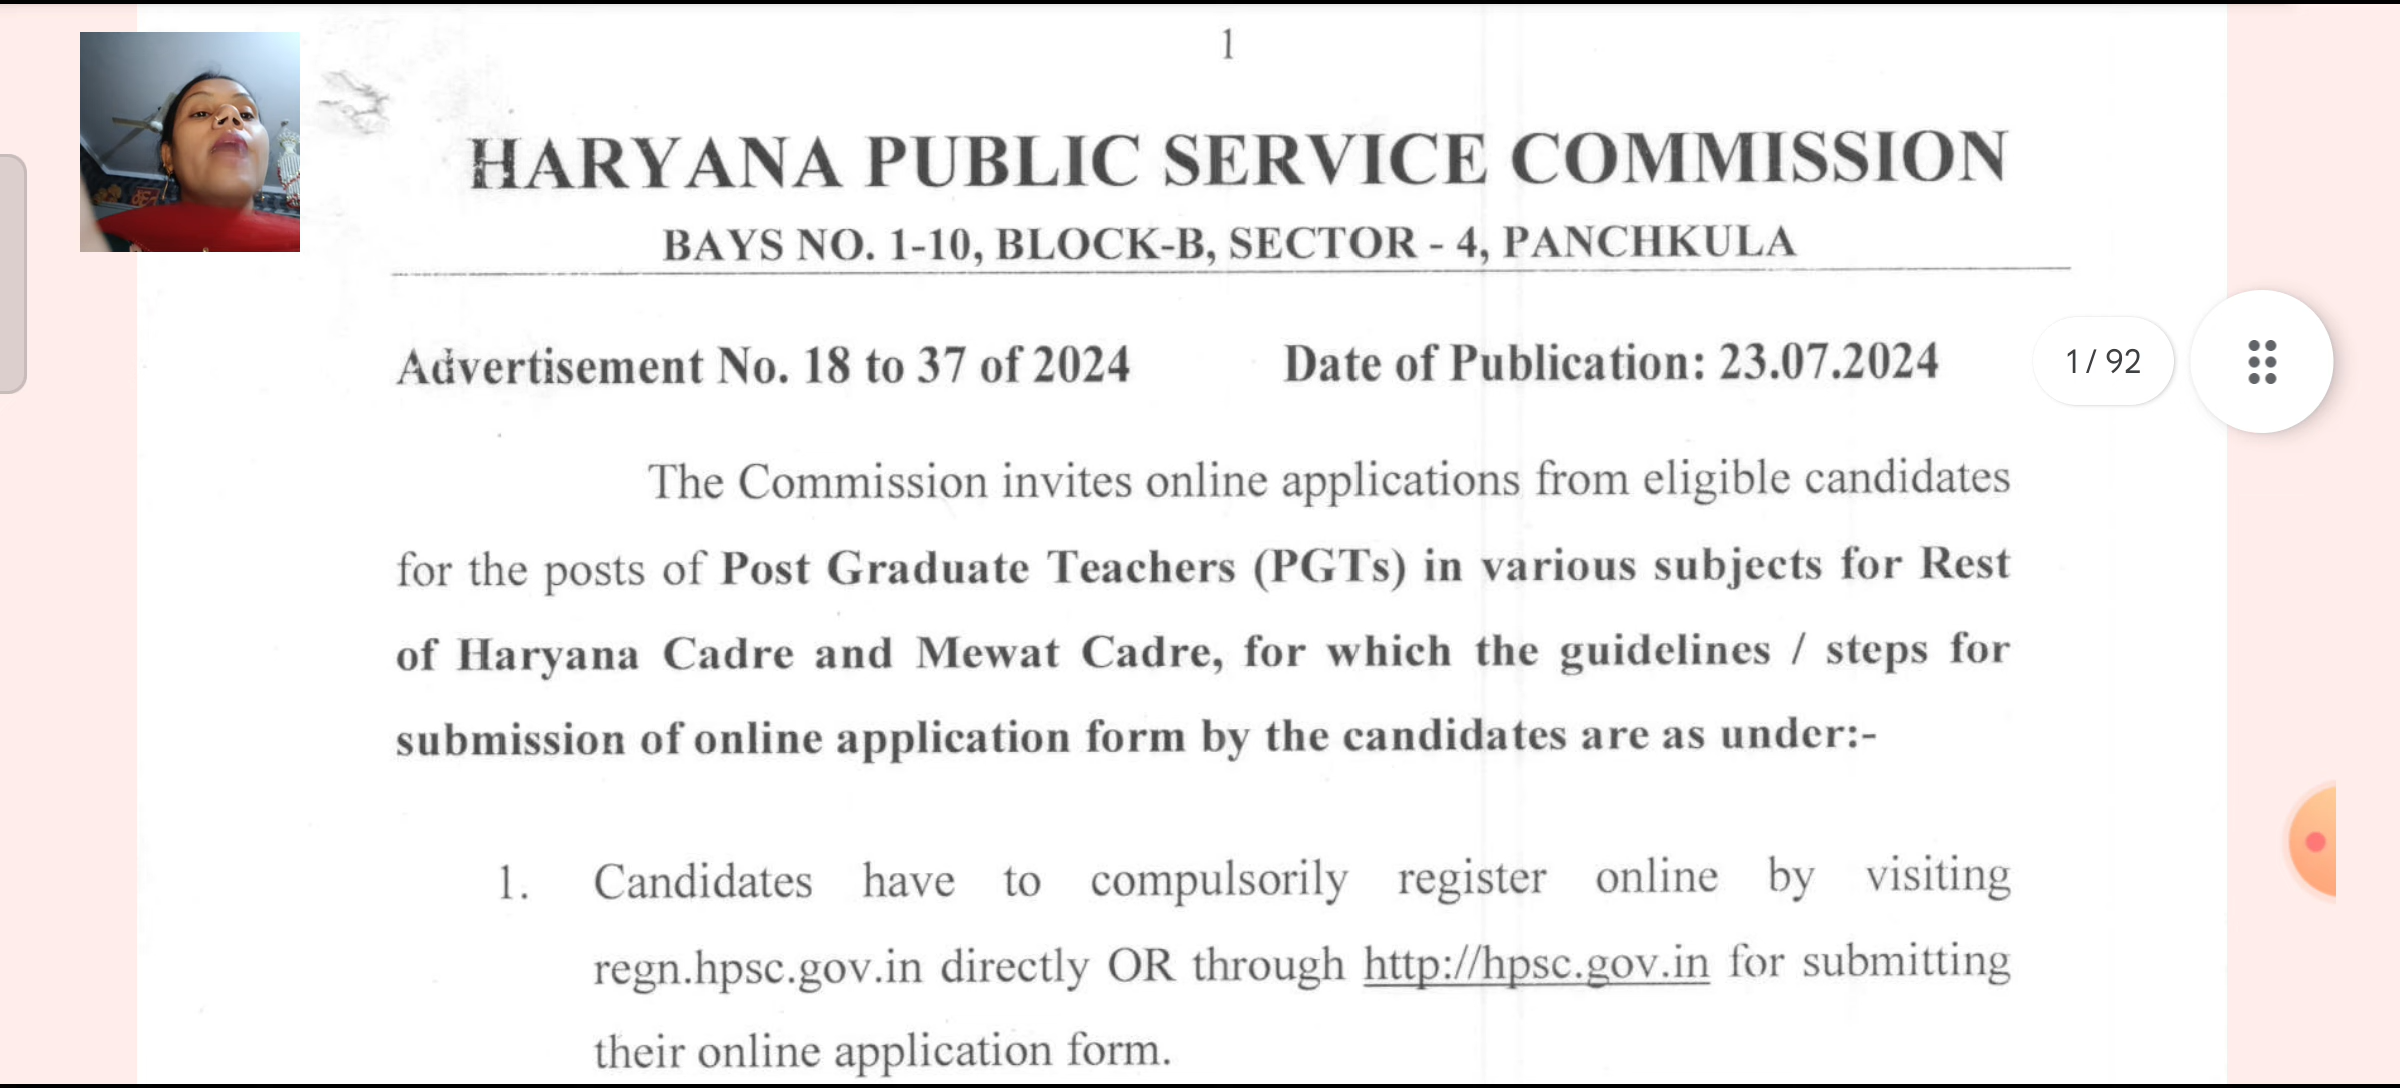 1
HARYANA PUBLIC SERVICE COMMISSION
BAYS NO. 1-10, BLOCK-B, SECTOR - 4, PANCHKULA
Advertisement No. 18 to 37 of 2024 Date of Publication: 23.07.2024
1/ 92
The Commission invites online applications from eligible candidates
for the posts of Post Graduate Teachers (PGTs) in various subjects for Rest
of Haryana Cadre and Mewat Cadre, for which the guidelines / steps for
submission of online application form by the candidates are as under:-
1. Candidates have to compulsorily register online by visiting
regn.hpsc.gov.in directly OR through http://hpsc.gov.in for submitting
their online application form.